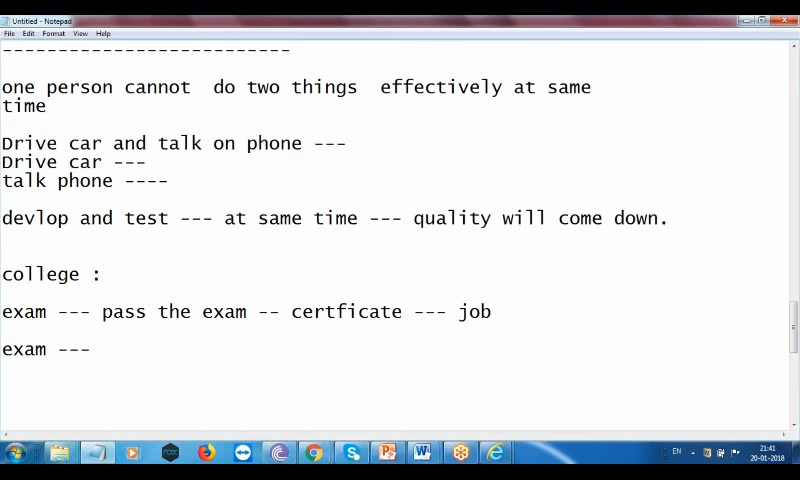 Untitled - Notepad
File Edit Format View Help
--------------------------
one person cannot  do two things  effectively at same
time
Drive car and talk on phone ---
Drive car ---
talk phone ----
devlop and test --- at same time --- quality will come down.
college :
exam --- pass the exam -- certficate --- job
exam ---
EN
21:41
20-01-2018